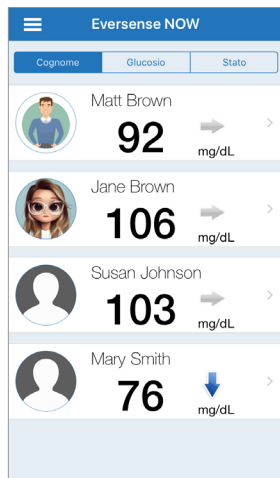 Eversense NOW
Cognome Glucosio Stato
Matt Brown
92
mg/dL
Jane Brown
106
mg/dL
Susan Johnson
103
mg/dL
Mary Smith
76
mg/dL